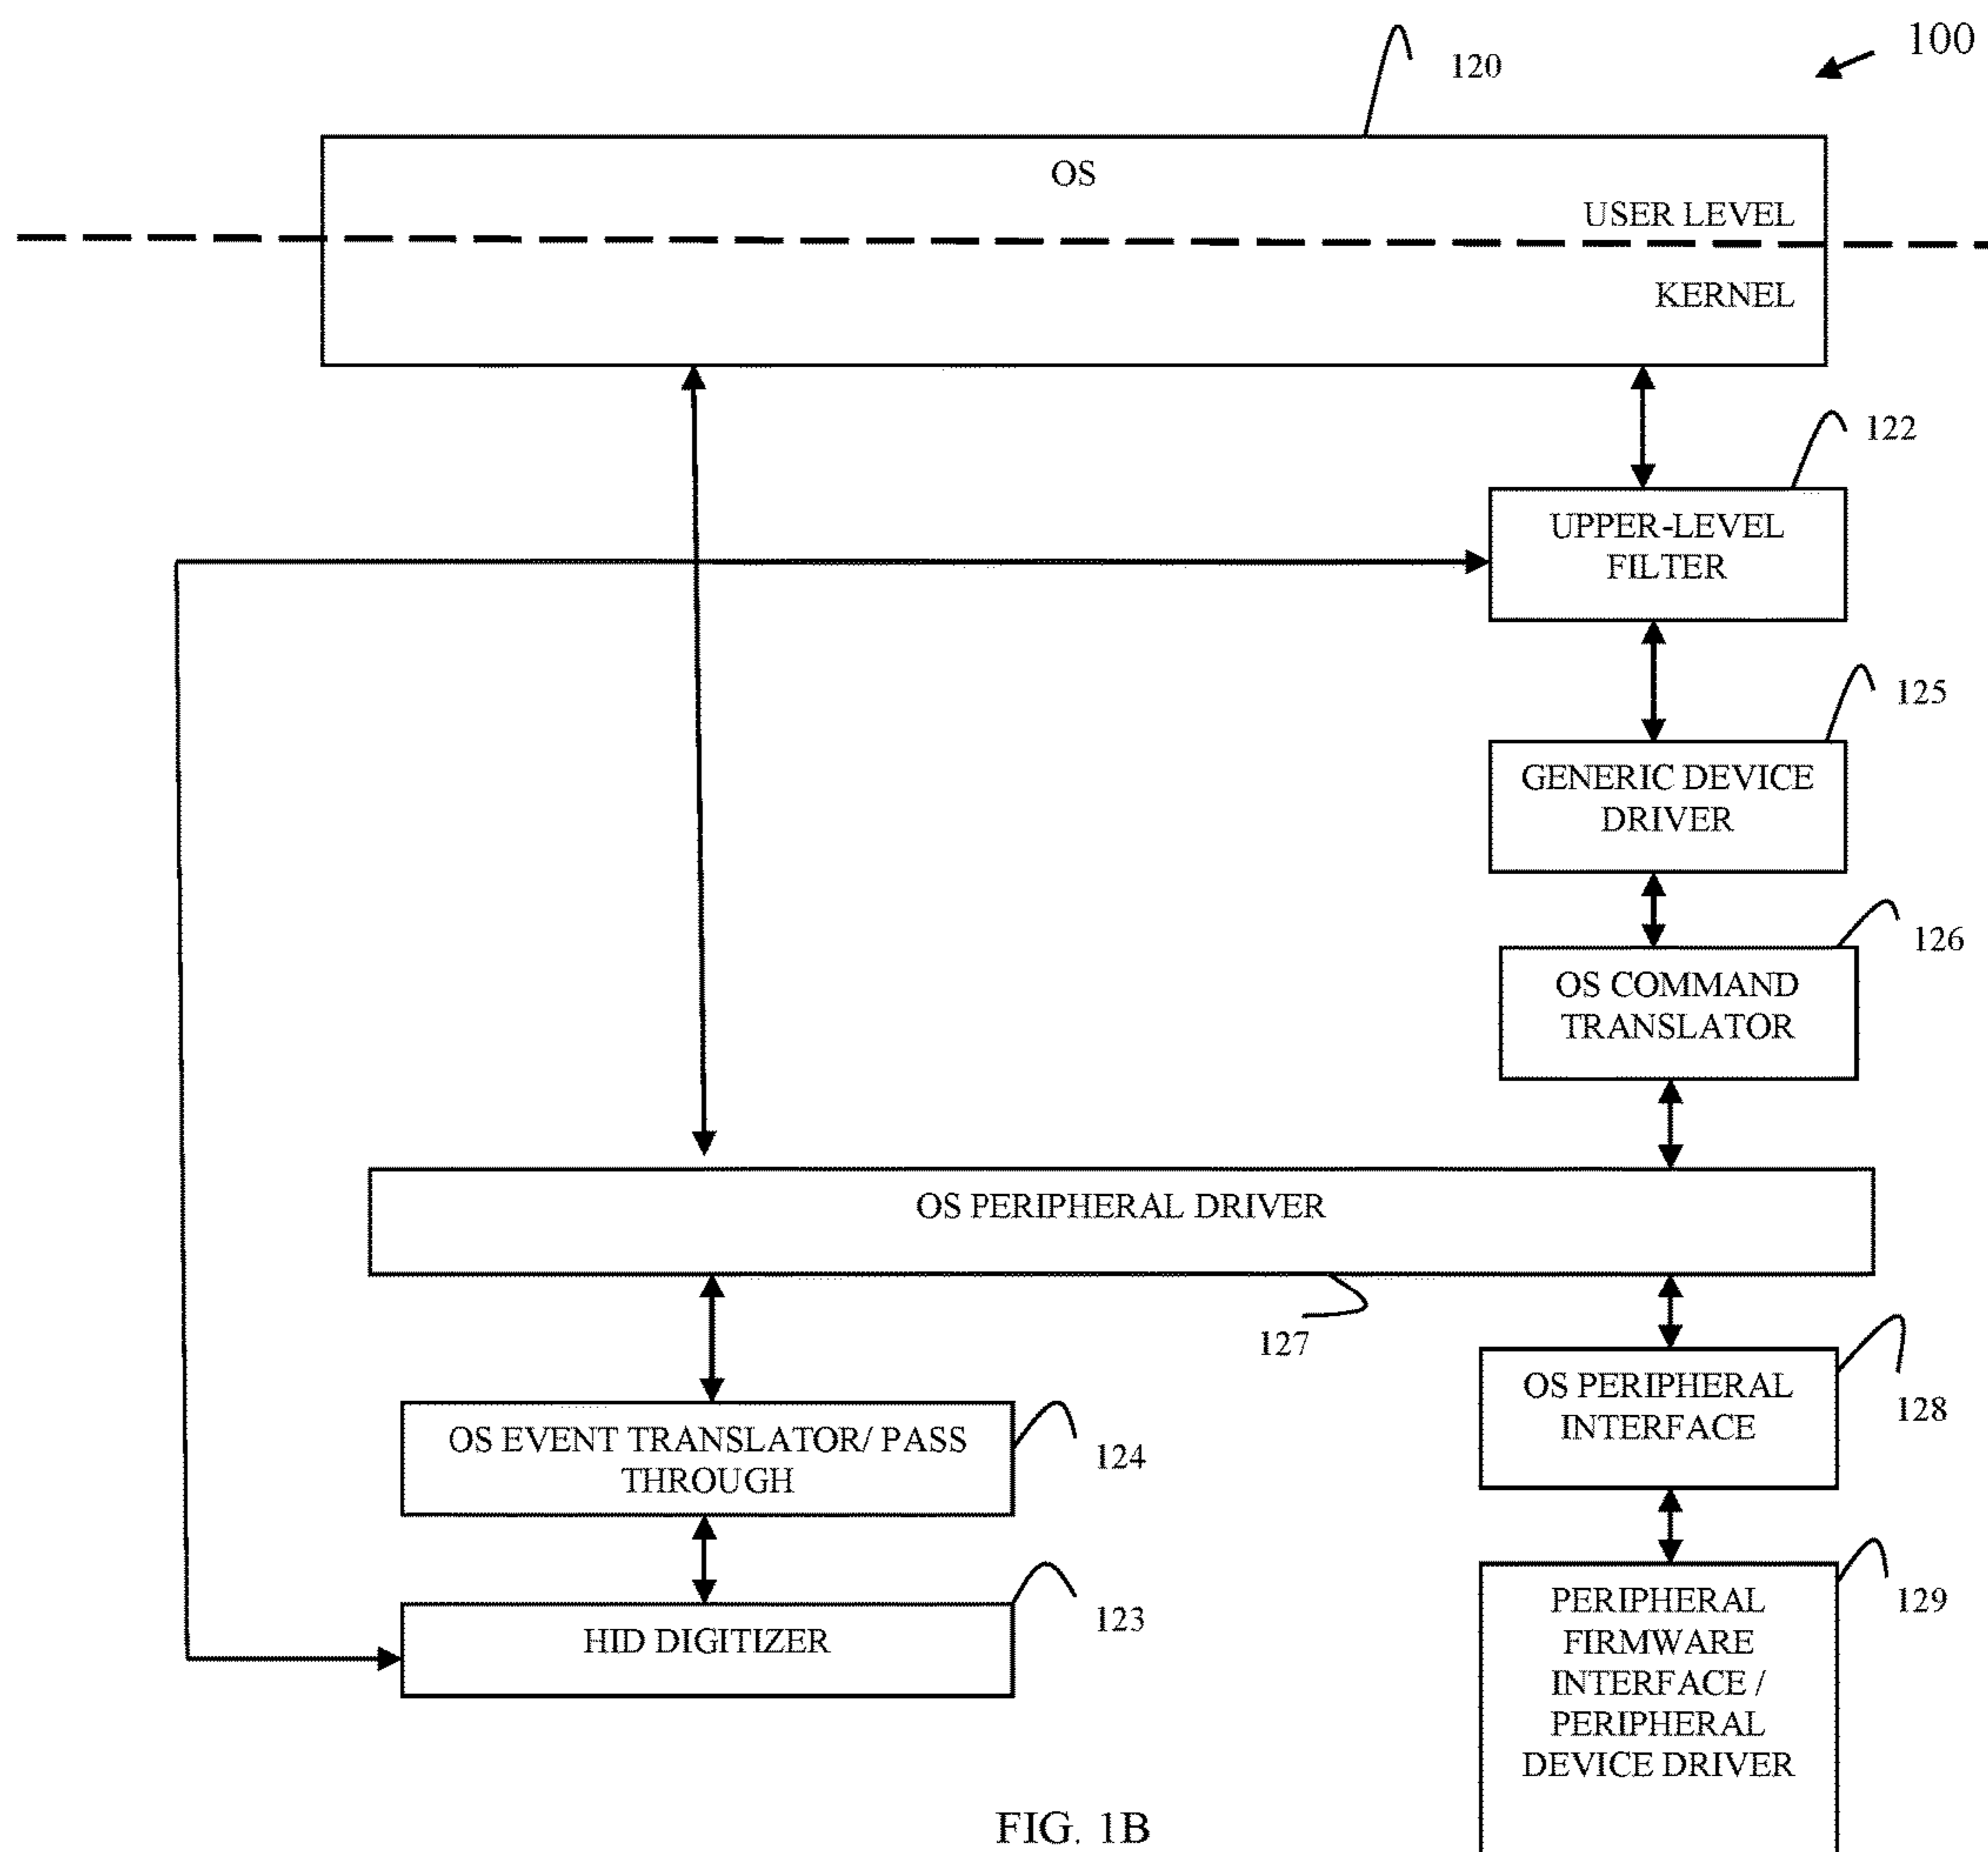 100
120
OS
USER LEVEL
KERNEL
122
UPPER-LEVEL
FILTER
125
GENERIC DEVICE
DRIVER
126
OS COMMAND
TRANSLATOR
OS PERIPHERAL DRIVER
127
OS PERIPHERAL
INTERFACE
128
OS EVENT TRANSLATOR/ PASS
THROUGH
124
HID DIGITIZER
123
PERIPHERAL
FIRMWARE
INTERFACE /
PERIPHERAL
DEVICE DRIVER
129
FIG. 1B